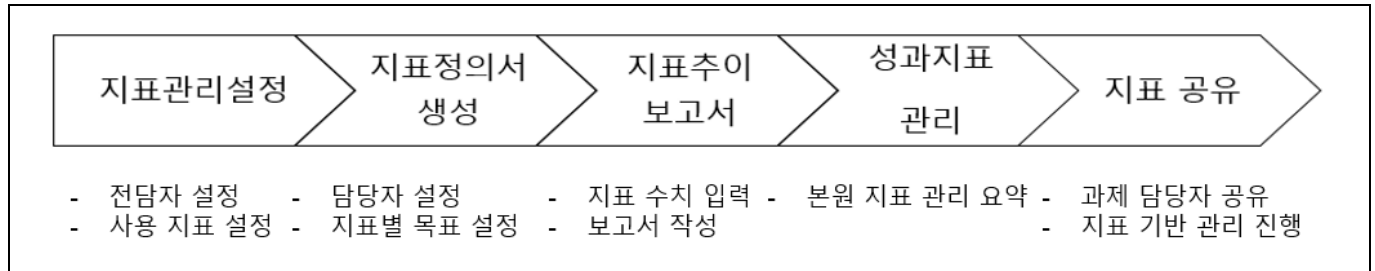 지표관리설정
지표정의서
생성
지표추이
보고서
성과지표
관리
지표 공유
- 전담자 설정
- 사용 지표 설정
- 담당자 설정
- 지표별 목표 설정
- 지표 수치 입력
- 보고서 작성
- 본원 지표 관리 요약
- 과제 담당자 공유
- 지표 기반 관리 진행